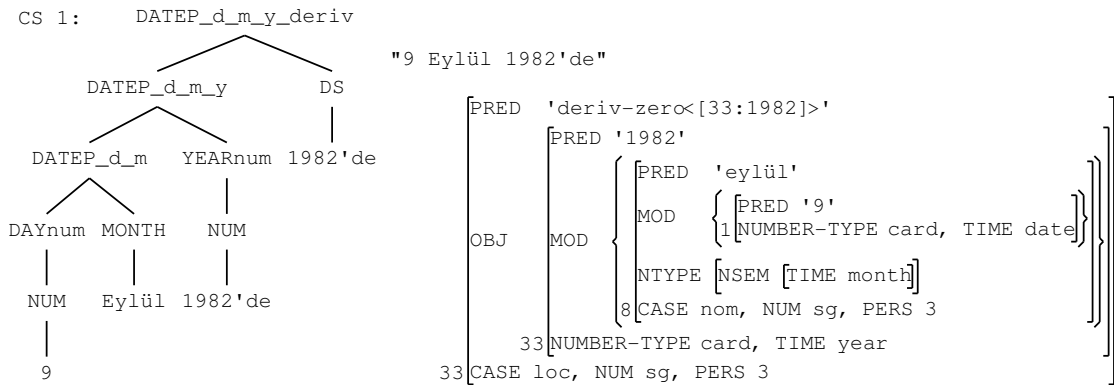 CS 1: DATEP_d_m_y_deriv
DATEP_d_m_y DS
DATEP_d_m YEARnum 1982'de
DAYnum MONTH NUM
NUM Eylül 1982'de
9
"9 Eylül 1982'de"
PRED 'deriv-zero<[33:1982]>'
PRED '1982'
PRED 'eylül'
PRED '9'
MOD
1 NUMBER-TYPE card, TIME date
OBJ MOD
NTYPE NSEM TIME month
8 CASE nom, NUM sg, PERS 3
33 NUMBER-TYPE card, TIME year
33 CASE loc, NUM sg, PERS 3